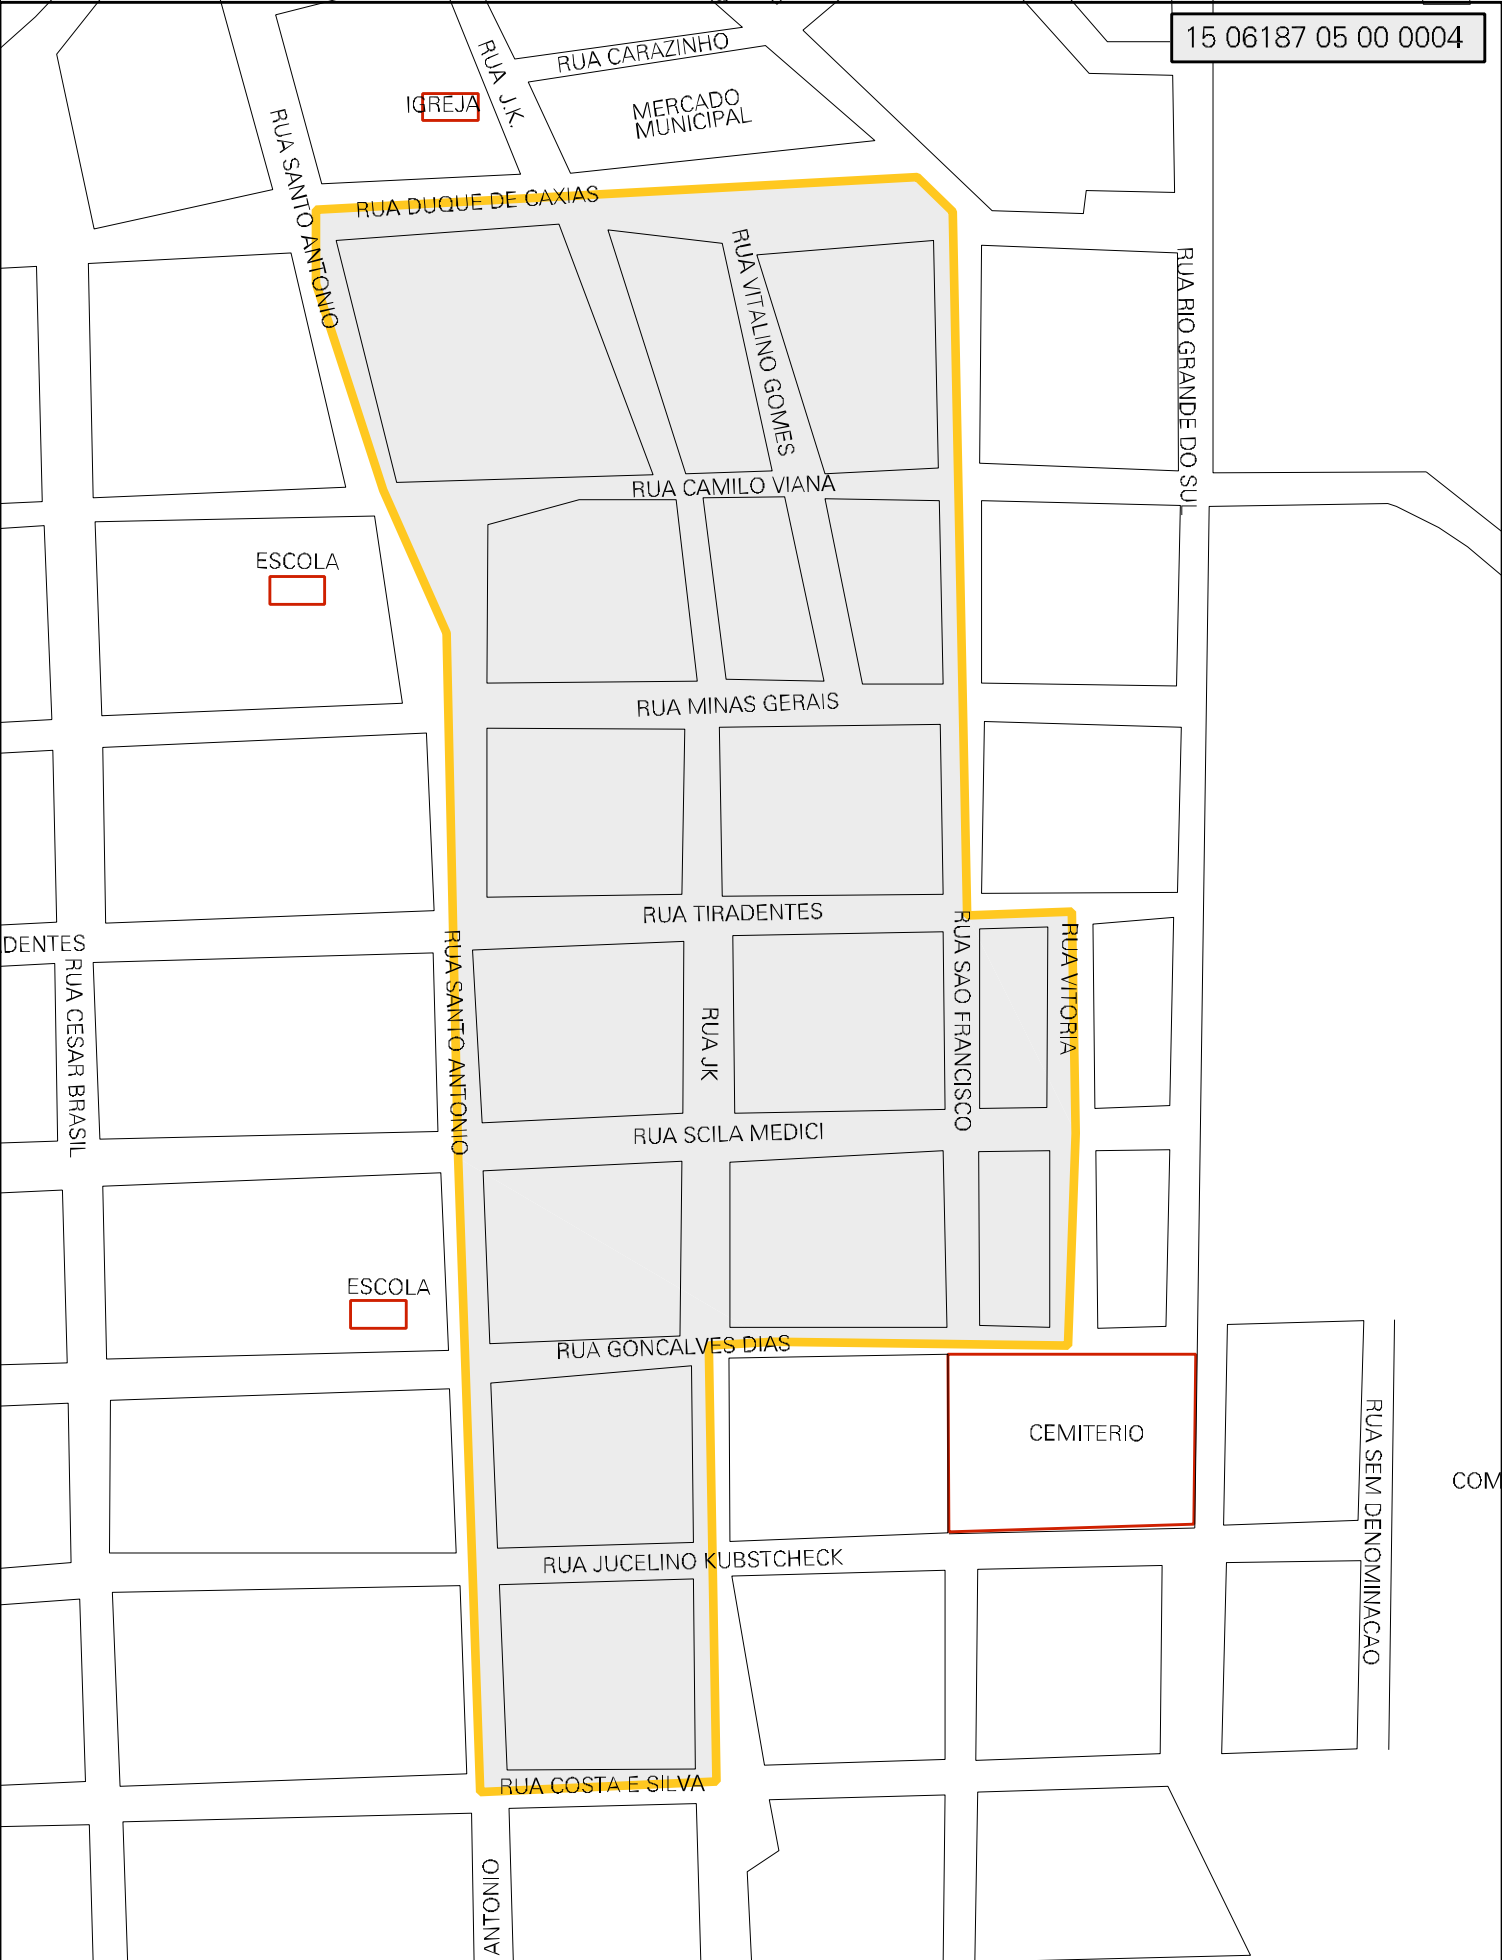 15 06187 05 00 0004
RUA CARAZINHO
RUA J.K.
IGREJA
MERCADO
MUNICIPAL
RUA SANTO ANTONIO
RUA DUQUE DE CAXIAS
RUA VITALINO GOMES
RUA RIO GRANDE DO SUL
RUA CAMILO VIANA
ESCOLA
RUA MINAS GERAIS
RUA TIRADENTES
DENTES
RUA CESAR BRASIL
RUA SANTO ANTONIO
RUA JK
RUA SAO FRANCISCO
RUA VITORIA
RUA SCILA MEDICI
ESCOLA
RUA GONCALVES DIAS
CEMITERIO
RUA SEM DENOMINACAO
COM
RUA JUCELINO KUBSTCHECK
RUA COSTA E SILVA
ANTONIO